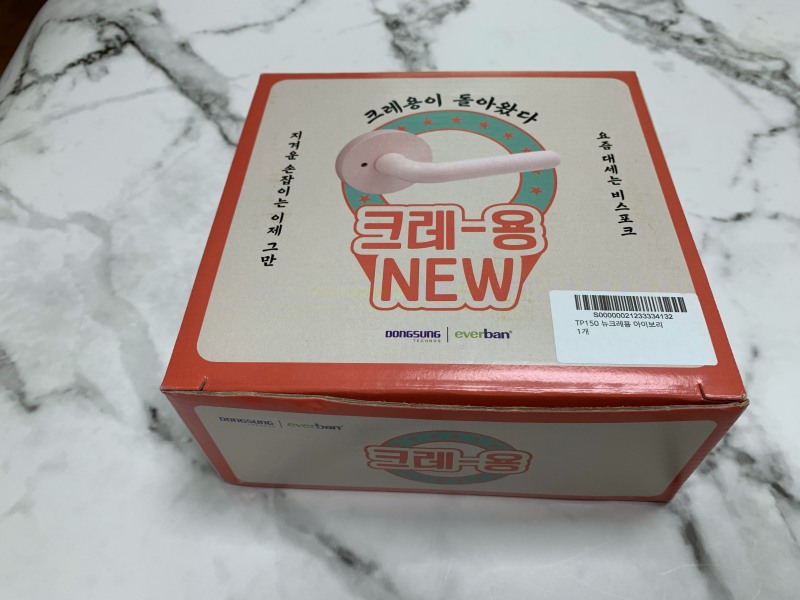 크레용이 돌아왔다
지겨운 손잡이는 이제 그만
요즘 대세는 비스포크
크레-용
NEW
DONGSUNG
TECHNUS
everban
S00000021233334132
TP150 뉴크레용 아이보리
1개
DONGSUNG
everban
크레-용